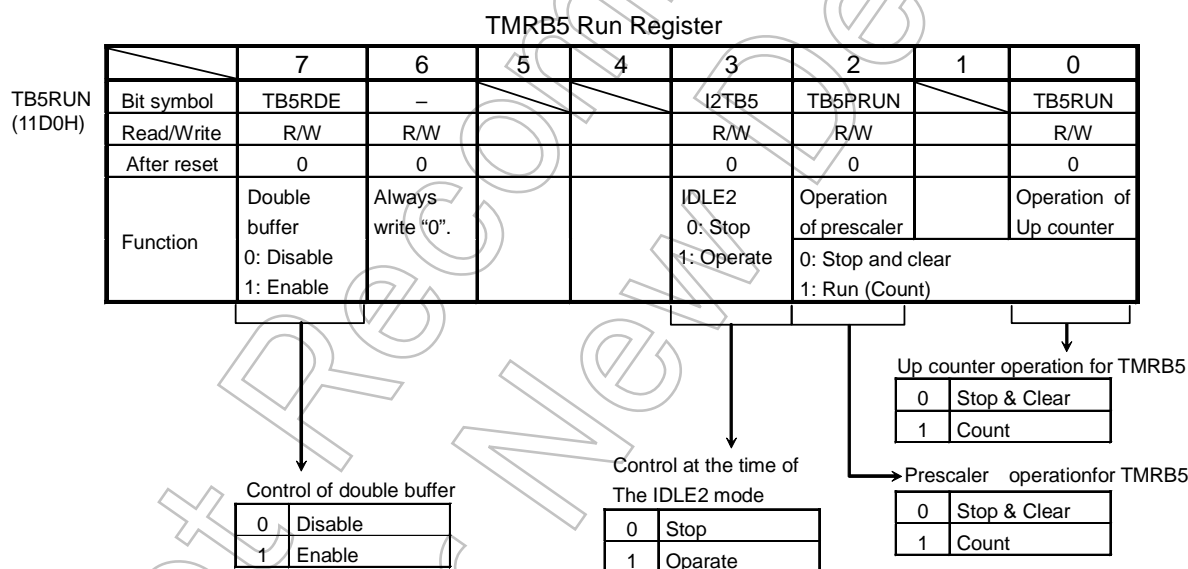 TMRB5 Run Register
7 6 5 4 3 2 1 0
TB5RUN
(11D0H)
Bit symbol TB5RDE – I2TB5 TB5PRUN TB5RUN
Read/Write R/W R/W R/W R/W R/W
After reset 0 0 0 0 0
Function
Double
buffer
0: Disable
1: Enable
Always
write “0”.
IDLE2
0: Stop
1: Operate
Operation
of prescaler
Operation of
Up counter
0: Stop and clear
1: Run (Count)
Up counter operation for TMRB5
0 Stop & Clear
1 Count
Control of double buffer
0 Disable
1 Enable
Control at the time of
The IDLE2 mode
0 Stop
1 Oparate
Prescaler operationfor TMRB5
0 Stop & Clear
1 Count